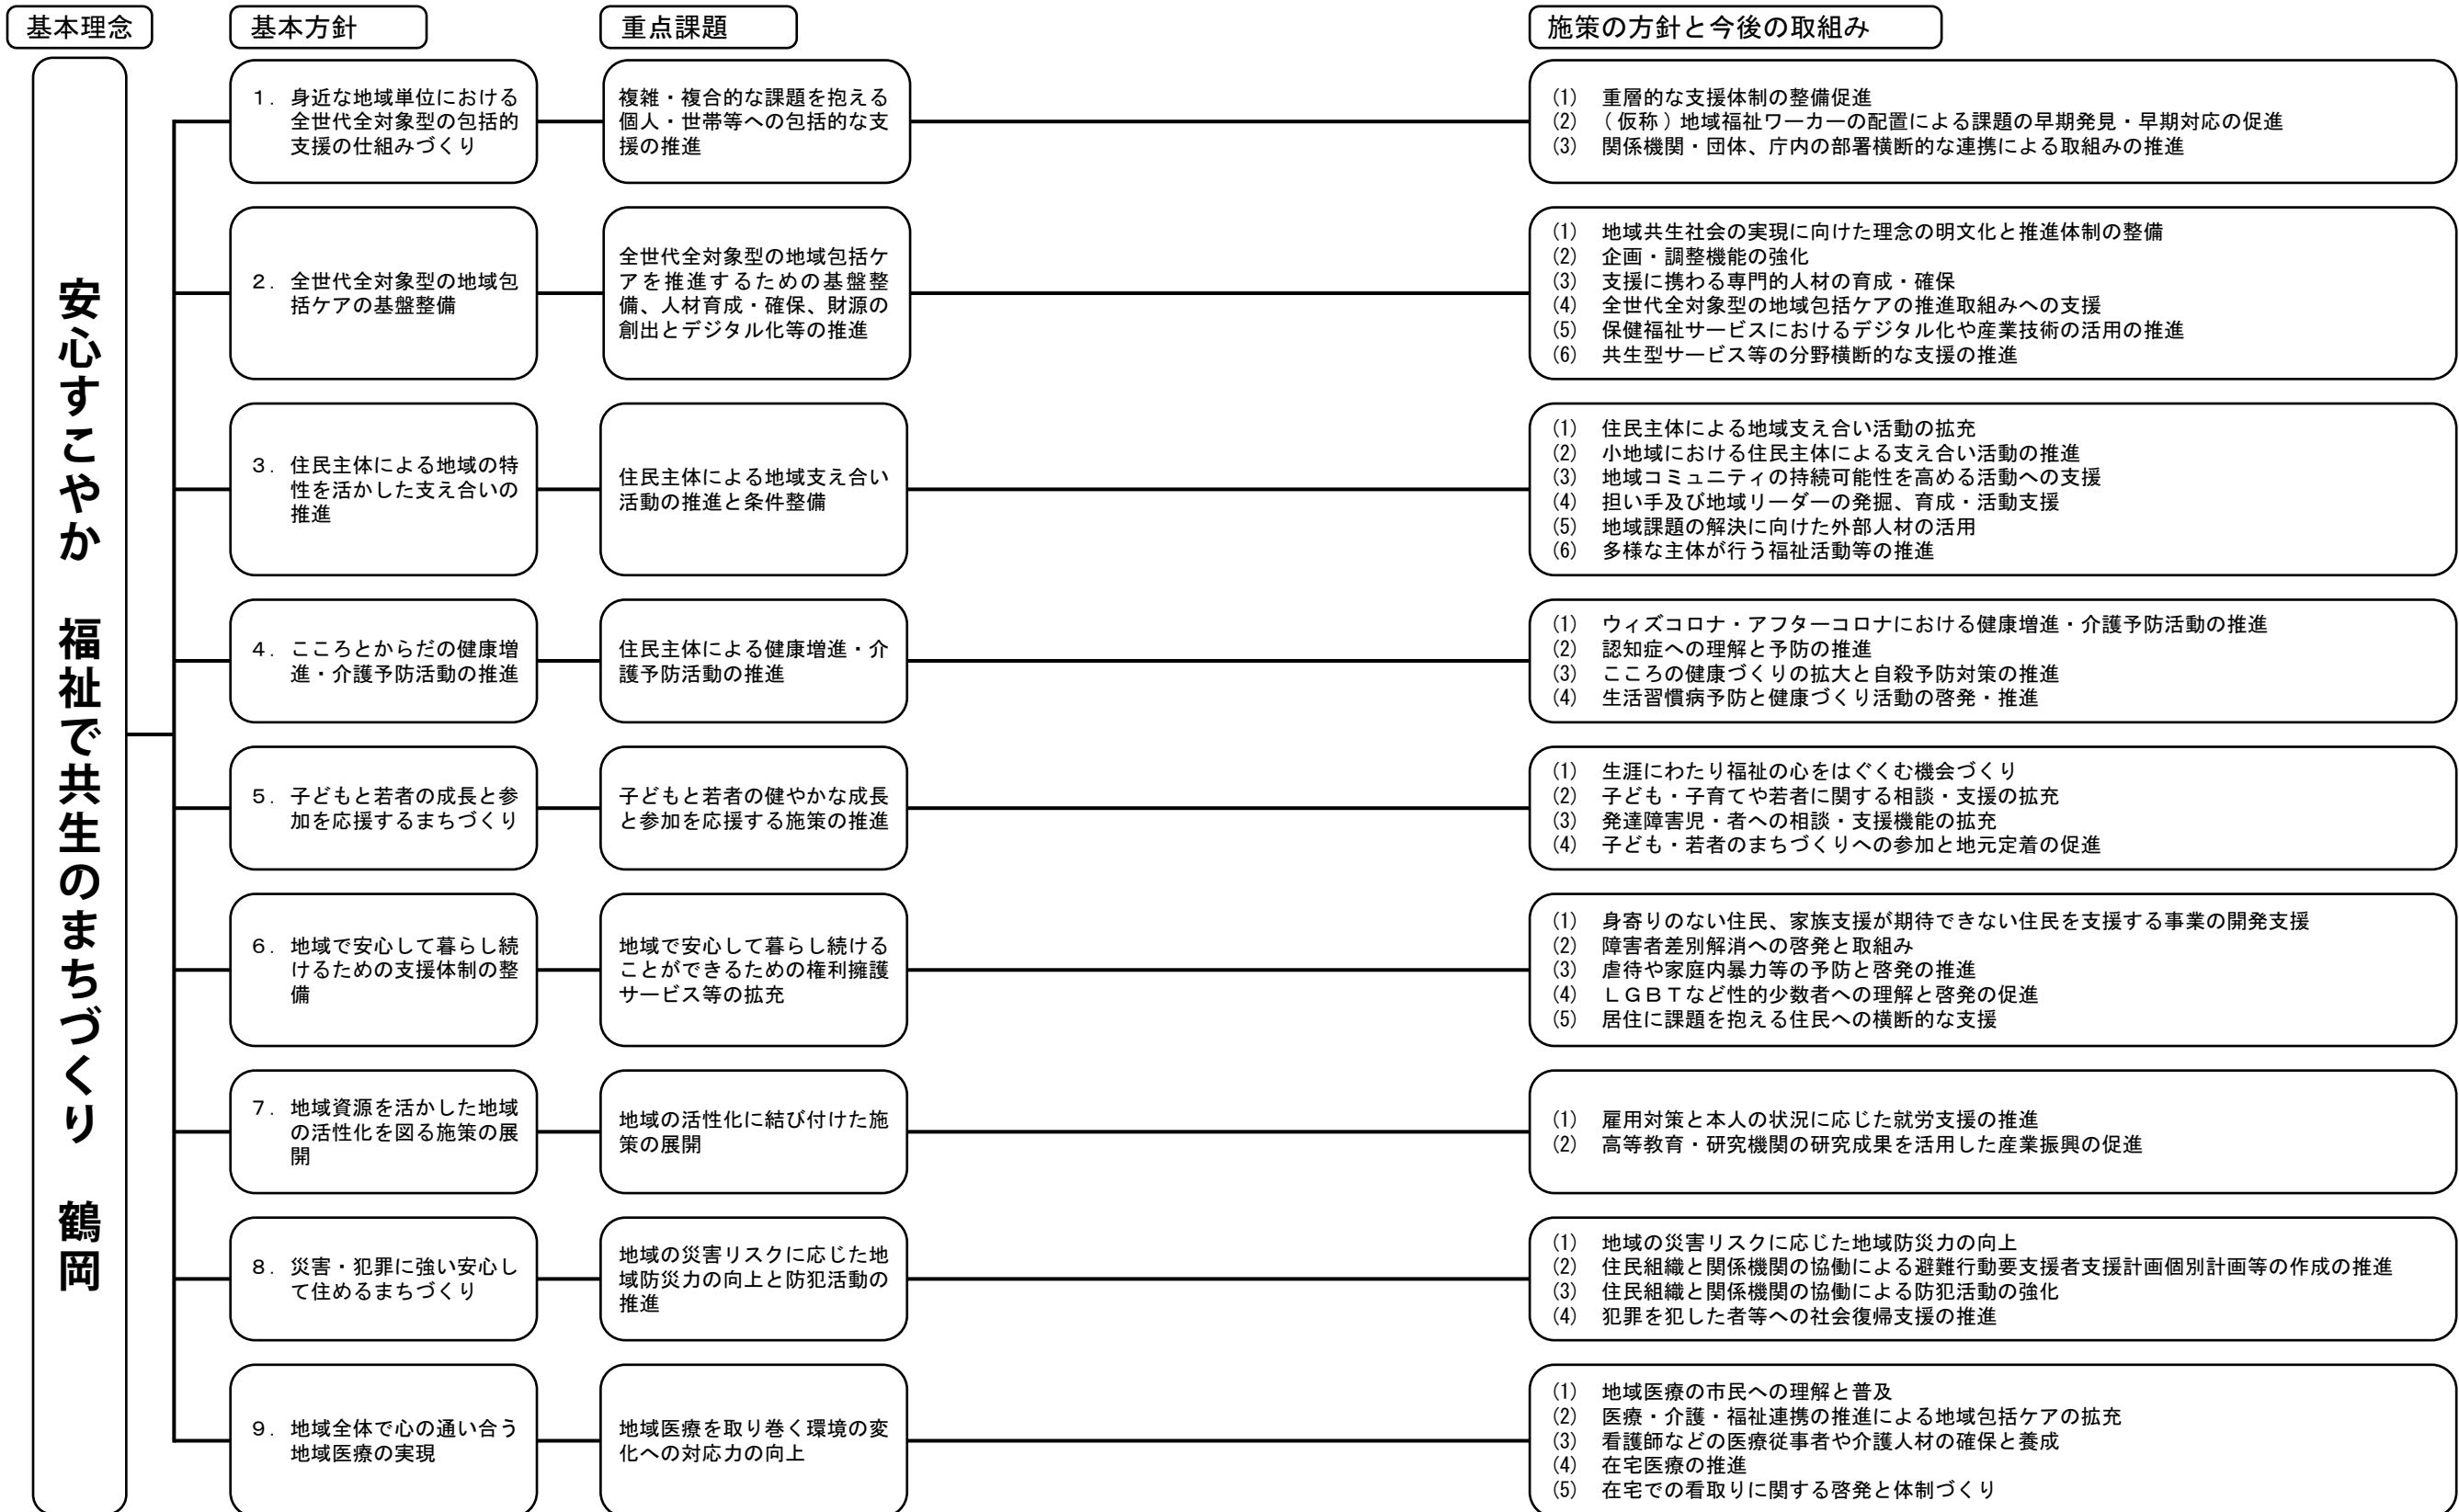 基本理念
基本方針
重点課題
施策の方針と今後の取組み
安心すこやか　福祉で共生のまちづくり　鶴岡
１．身近な地域単位における
全世代全対象型の包括的
支援の仕組みづくり
複雑・複合的な課題を抱える
個人・世帯等への包括的な支
援の推進
(1)　重層的な支援体制の整備促進
(2)　(仮称)地域福祉ワーカーの配置による課題の早期発見・早期対応の促進
(3)　関係機関・団体、庁内の部署横断的な連携による取組みの推進
２．全世代全対象型の地域包
括ケアの基盤整備
全世代全対象型の地域包括ケ
アを推進するための基盤整
備、人材育成・確保、財源の
創出とデジタル化等の推進
(1)　地域共生社会の実現に向けた理念の明文化と推進体制の整備
(2)　企画・調整機能の強化
(3)　支援に携わる専門的人材の育成・確保
(4)　全世代全対象型の地域包括ケアの推進取組みへの支援
(5)　保健福祉サービスにおけるデジタル化や産業技術の活用の推進
(6)　共生型サービス等の分野横断的な支援の推進
３．住民主体による地域の特
性を活かした支え合いの
推進
住民主体による地域支え合い
活動の推進と条件整備
(1)　住民主体による地域支え合い活動の拡充
(2)　小地域における住民主体による支え合い活動の推進
(3)　地域コミュニティの持続可能性を高める活動への支援
(4)　担い手及び地域リーダーの発掘、育成・活動支援
(5)　地域課題の解決に向けた外部人材の活用
(6)　多様な主体が行う福祉活動等の推進
４．こころとからだの健康増
進・介護予防活動の推進
住民主体による健康増進・介
護予防活動の推進
(1)　ウィズコロナ・アフターコロナにおける健康増進・介護予防活動の推進
(2)　認知症への理解と予防の推進
(3)　こころの健康づくりの拡大と自殺予防対策の推進
(4)　生活習慣病予防と健康づくり活動の啓発・推進
５．子どもと若者の成長と参
加を応援するまちづくり
子どもと若者の健やかな成長
と参加を応援する施策の推進
(1)　生涯にわたり福祉の心をはぐくむ機会づくり
(2)　子ども・子育てや若者に関する相談・支援の拡充
(3)　発達障害児・者への相談・支援機能の拡充
(4)　子ども・若者のまちづくりへの参加と地元定着の促進
６．地域で安心して暮らし続
けるための支援体制の整
備
地域で安心して暮らし続ける
ことができるための権利擁護
サービス等の拡充
(1)　身寄りのない住民、家族支援が期待できない住民を支援する事業の開発支援
(2)　障害者差別解消への啓発と取組み
(3)　虐待や家庭内暴力等の予防と啓発の推進
(4)　ＬＧＢＴなど性的少数者への理解と啓発の促進
(5)　居住に課題を抱える住民への横断的な支援
７．地域資源を活かした地域
の活性化を図る施策の展
開
地域の活性化に結び付けた施
策の展開
(1)　雇用対策と本人の状況に応じた就労支援の推進
(2)　高等教育・研究機関の研究成果を活用した産業振興の促進
８．災害・犯罪に強い安心し
て住めるまちづくり
地域の災害リスクに応じた地
域防災力の向上と防犯活動の
推進
(1)　地域の災害リスクに応じた地域防災力の向上
(2)　住民組織と関係機関の協働による避難行動要支援者支援計画個別計画等の作成の推進
(3)　住民組織と関係機関の協働による防犯活動の強化
(4)　犯罪を犯した者等への社会復帰支援の推進
９．地域全体で心の通い合う
地域医療の実現
地域医療を取り巻く環境の変
化への対応力の向上
(1)　地域医療の市民への理解と普及
(2)　医療・介護・福祉連携の推進による地域包括ケアの拡充
(3)　看護師などの医療従事者や介護人材の確保と養成
(4)　在宅医療の推進
(5)　在宅での看取りに関する啓発と体制づくり